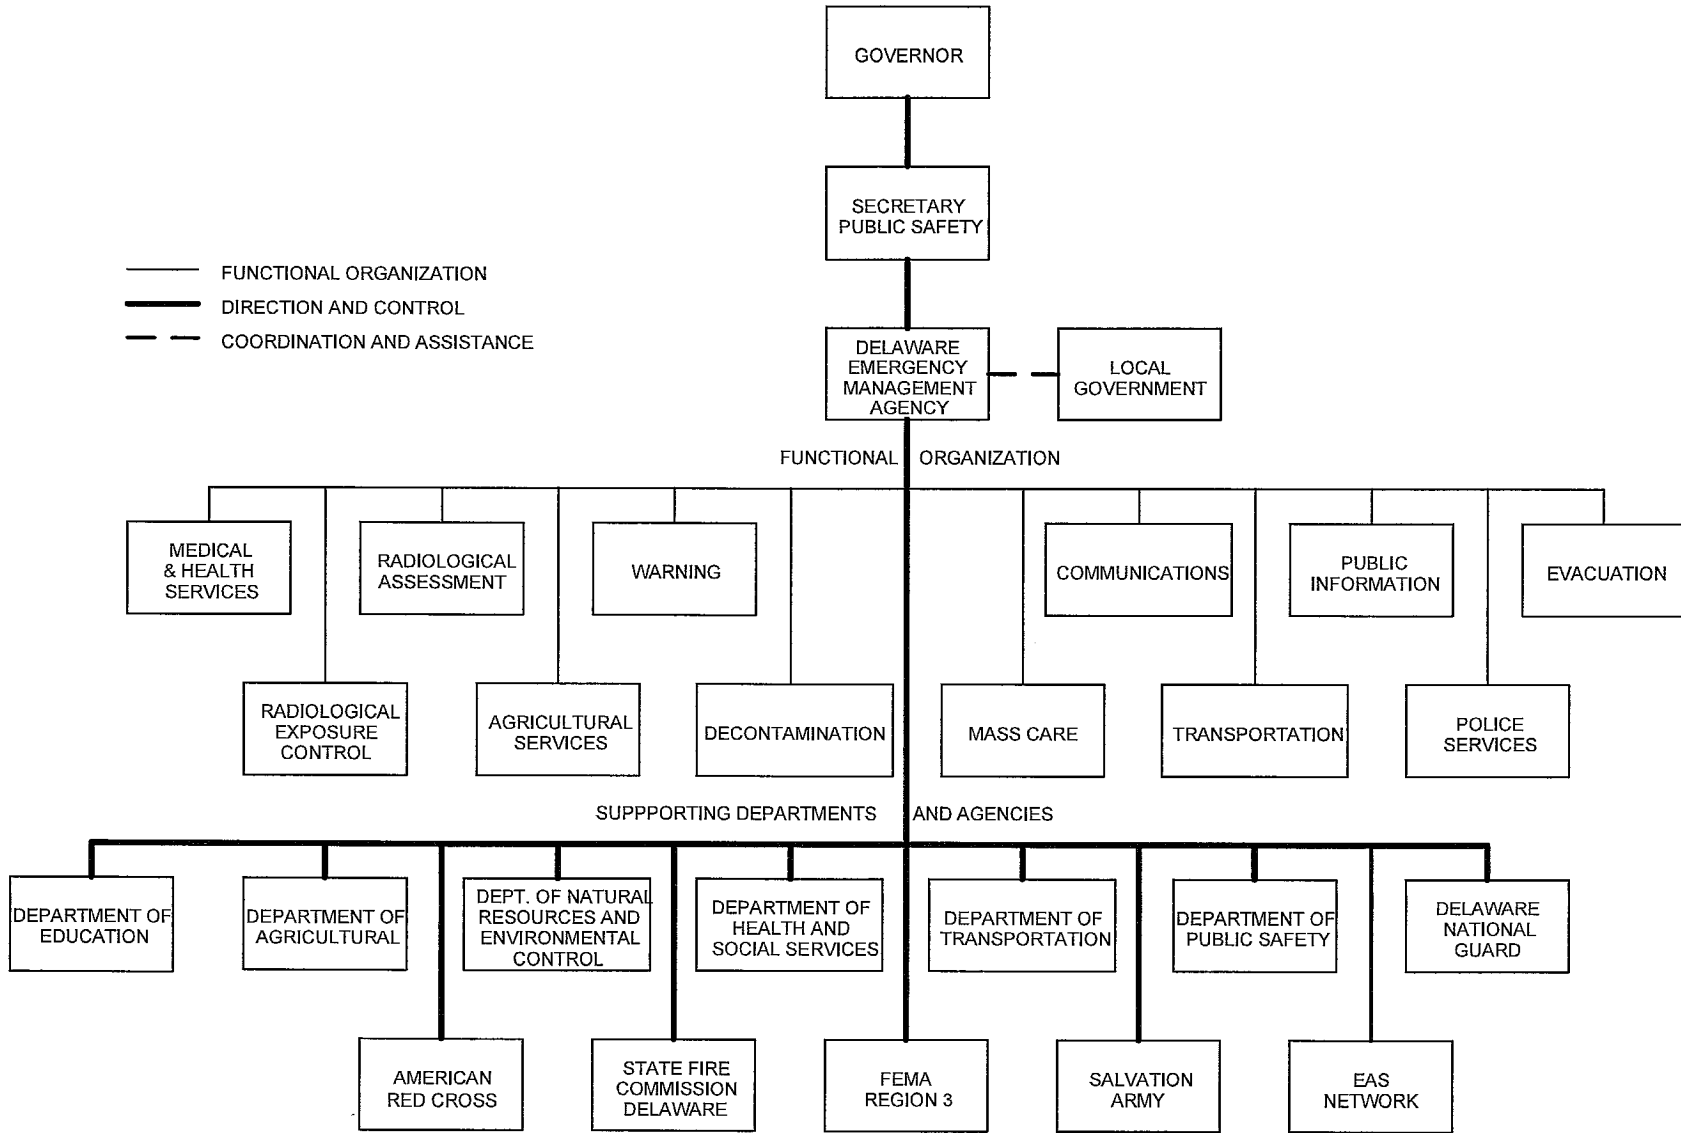 GOVERNOR
SECRETARY
PUBLIC SAFETY
FUNCTIONAL ORGANIZATION
DIRECTION AND CONTROL
COORDINATION AND ASSISTANCE
DELAWARE
EMERGENCY
MANAGEMENT
AGENCY
LOCAL
GOVERNMENT
FUNCTIONAL ORGANIZATION
MEDICAL
& HEALTH
SERVICES
RADIOLOGICAL
ASSESSMENT
WARNING
COMMUNICATIONS
PUBLIC
INFORMATION
EVACUATION
RADIOLOGICAL
EXPOSURE
CONTROL
AGRICULTURAL
SERVICES
DECONTAMINATION
MASS CARE
TRANSPORTATION
POLICE
SERVICES
SUPPPORTING DEPARTMENTS AND AGENCIES
DEPARTMENT OF
EDUCATION
DEPARTMENT OF
AGRICULTURAL
DEPT. OF NATURAL
RESOURCES AND
ENVIRONMENTAL
CONTROL
DEPARTMENT OF
HEALTH AND
SOCIAL SERVICES
DEPARTMENT OF
TRANSPORTATION
DEPARTMENT OF
PUBLIC SAFETY
DELAWARE
NATIONAL
GUARD
AMERICAN
RED CROSS
STATE FIRE
COMMISSION
DELAWARE
FEMA
REGION 3
SALVATION
ARMY
EAS
NETWORK